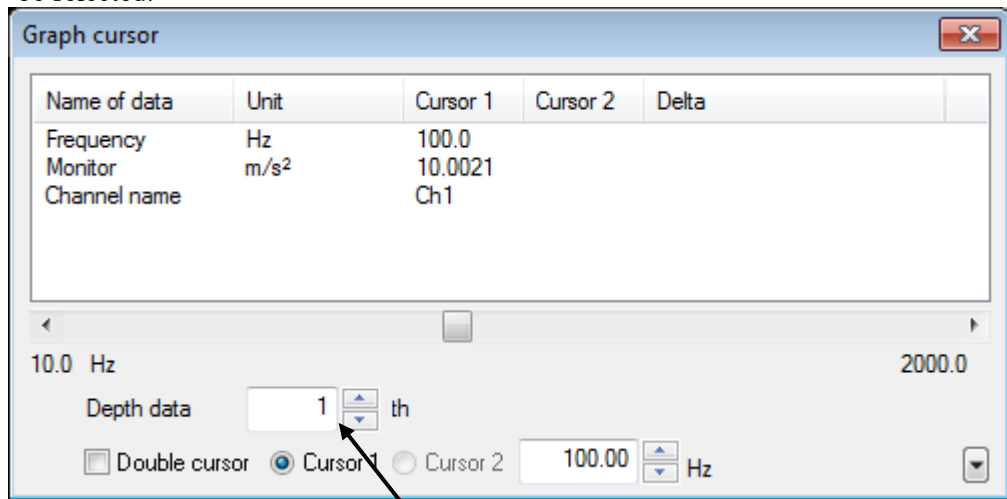 Graph cursor
Name of data Unit Cursor 1 Cursor 2 Delta
Frequency Hz 100.0
Monitor m/s² 10.0021
Channel name Ch1
10.0 Hz 2000.0
Depth data 1 th
Double cursor Cursor 1 Cursor 2 100.00 Hz